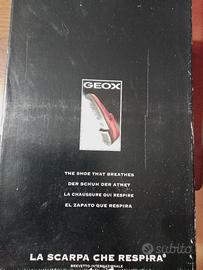 GEOX
THE SHOE THAT BREATHES
DER SCHUH DER ATMET
LA CHAUSSURE QUI RESPIRE
EL ZAPATO QUE RESPIRA
LA SCARPA CHE RESPIRA®
BREVETTO INTERNAZIONALE
subito